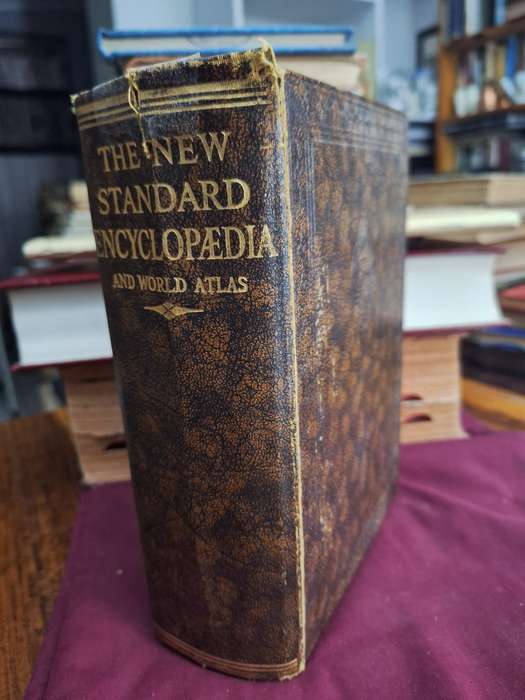 THE NEW
STANDARD
ENCYCLOPÆDIA
AND WORLD ATLAS